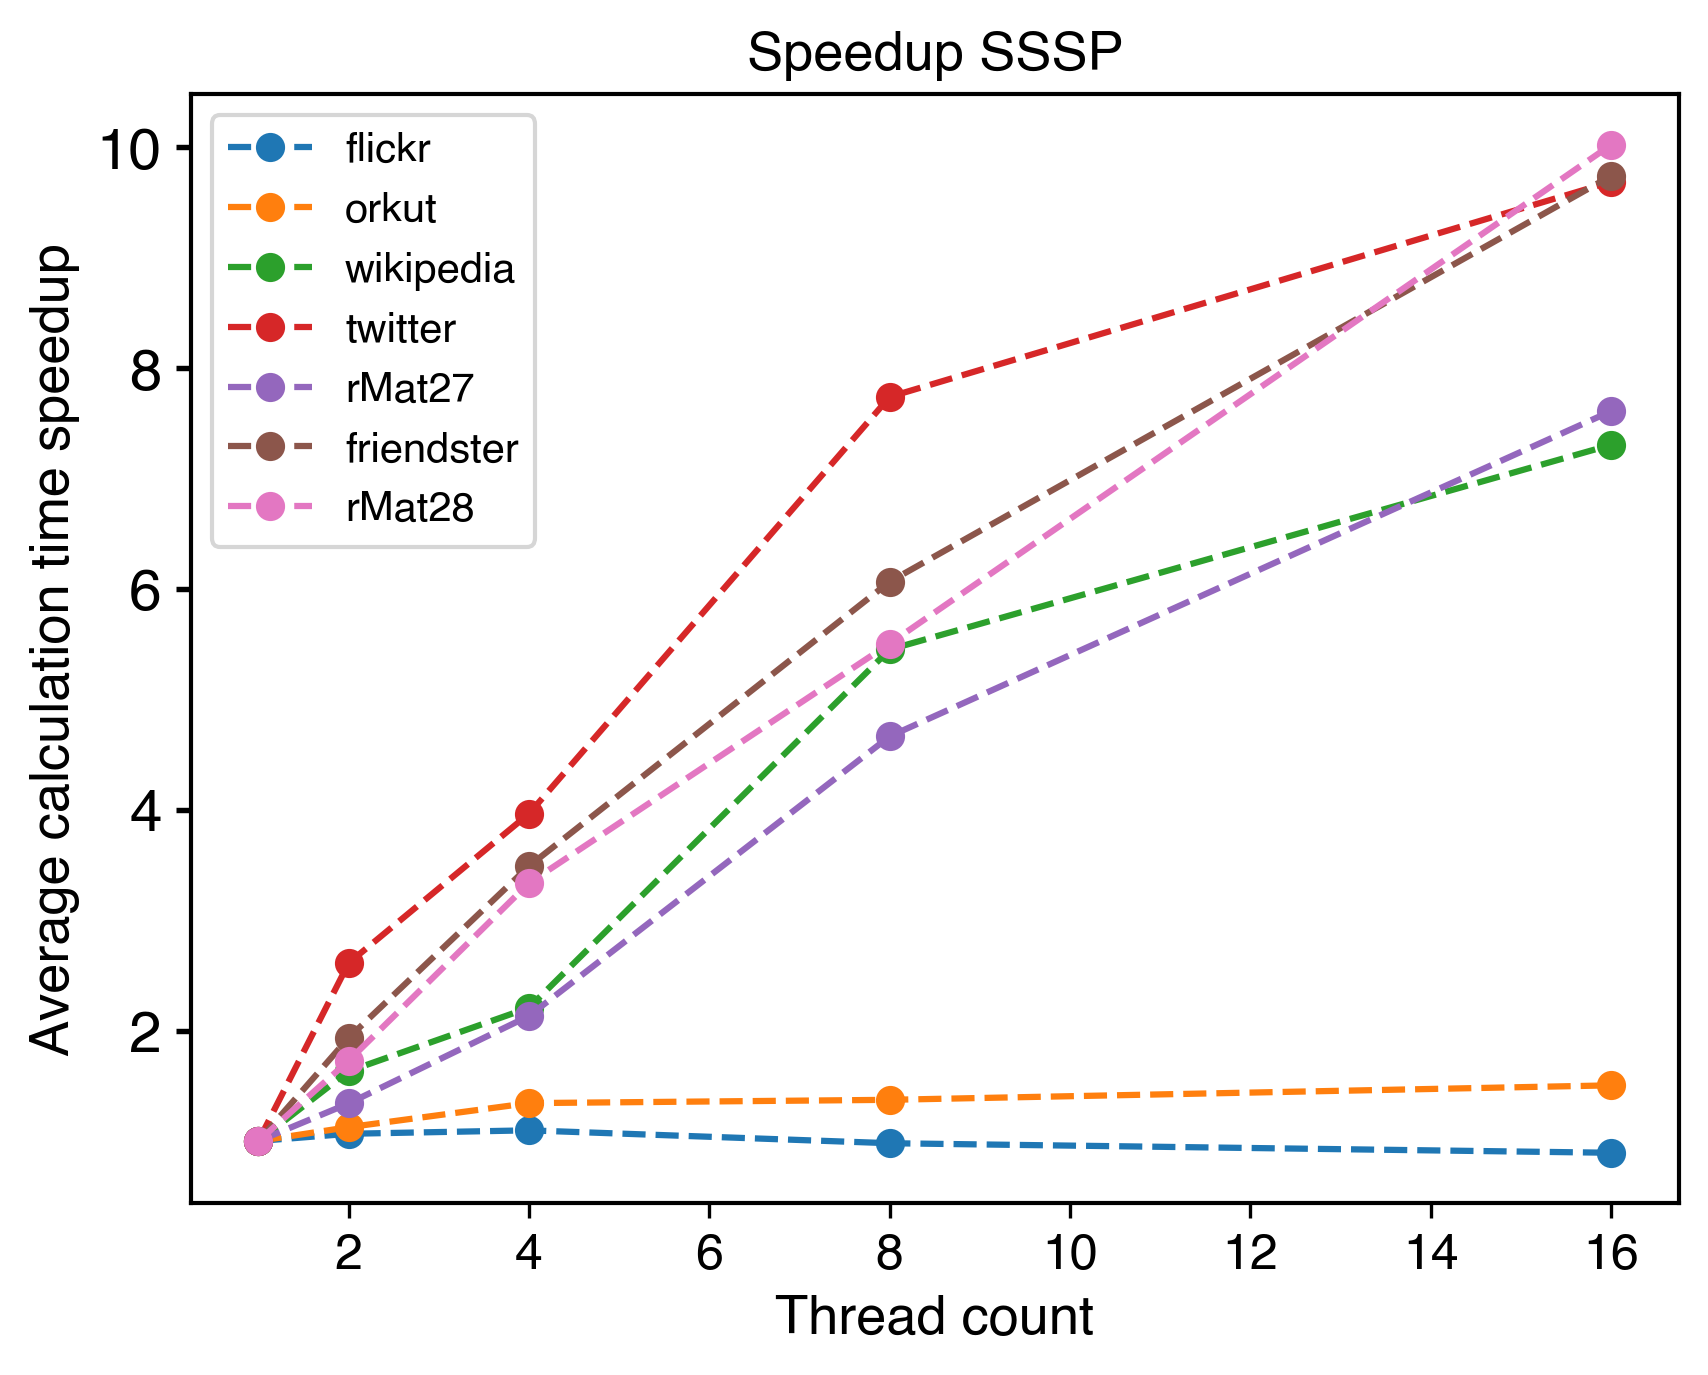 Speedup SSSP
Average calculation time speedup
10
8
6
4
2
flickr
orkut
wikipedia
twitter
rMat27
friendster
rMat28
2 4 6 8 10 12 14 16
Thread count